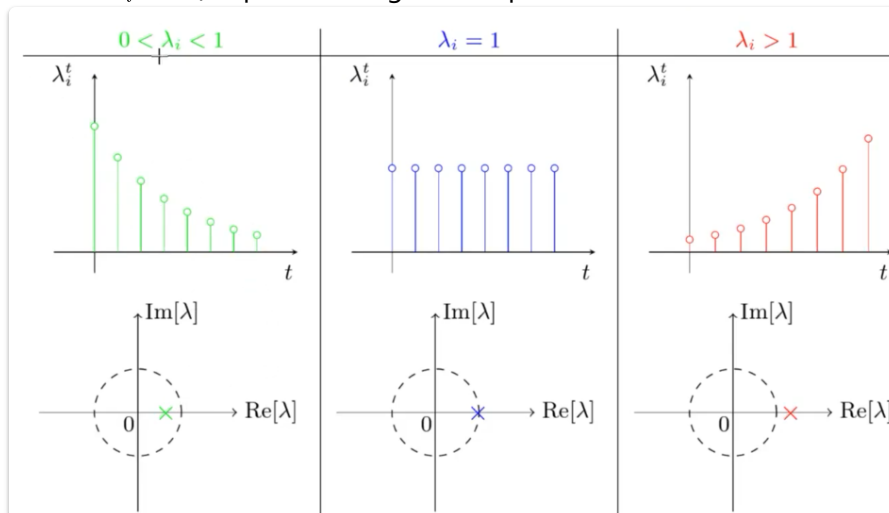 0 < λ_i < 1 λ_i = 1 λ_i > 1
λ_i^t λ_i^t λ_i^t
t t t
Im[λ] Im[λ] Im[λ]
Re[λ] Re[λ] Re[λ]
0 0 0